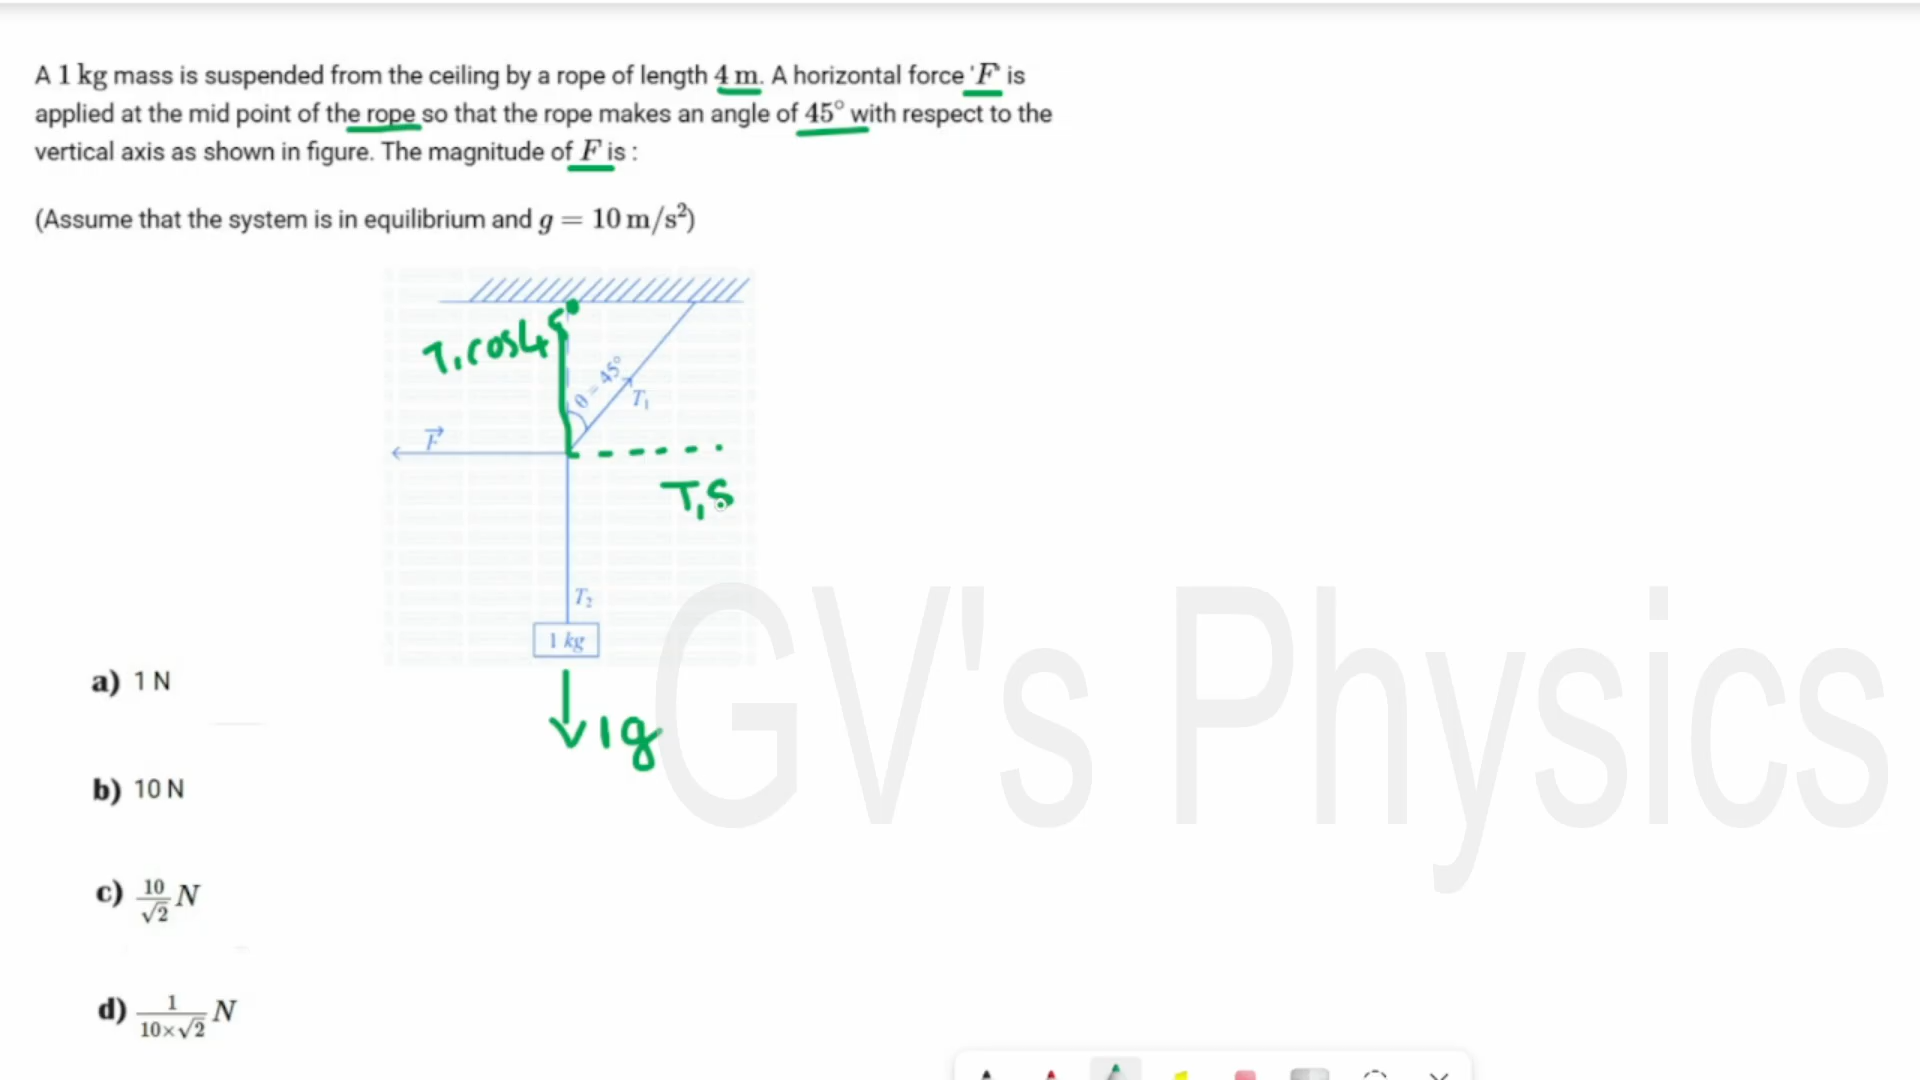 A 1 kg mass is suspended from the ceiling by a rope of length 4 m. A horizontal force 'F' is
applied at the mid point of the rope so that the rope makes an angle of 45° with respect to the
vertical axis as shown in figure. The magnitude of F is :
(Assume that the system is in equilibrium and g = 10 m/s²)
T₁cos45°
θ = 45°
T₁
F⃗
T₁S
T₂
1 kg
1g
GV's Physics
a) 1 N
b) 10 N
c) 10/√2 N
d) 1/10×√2 N